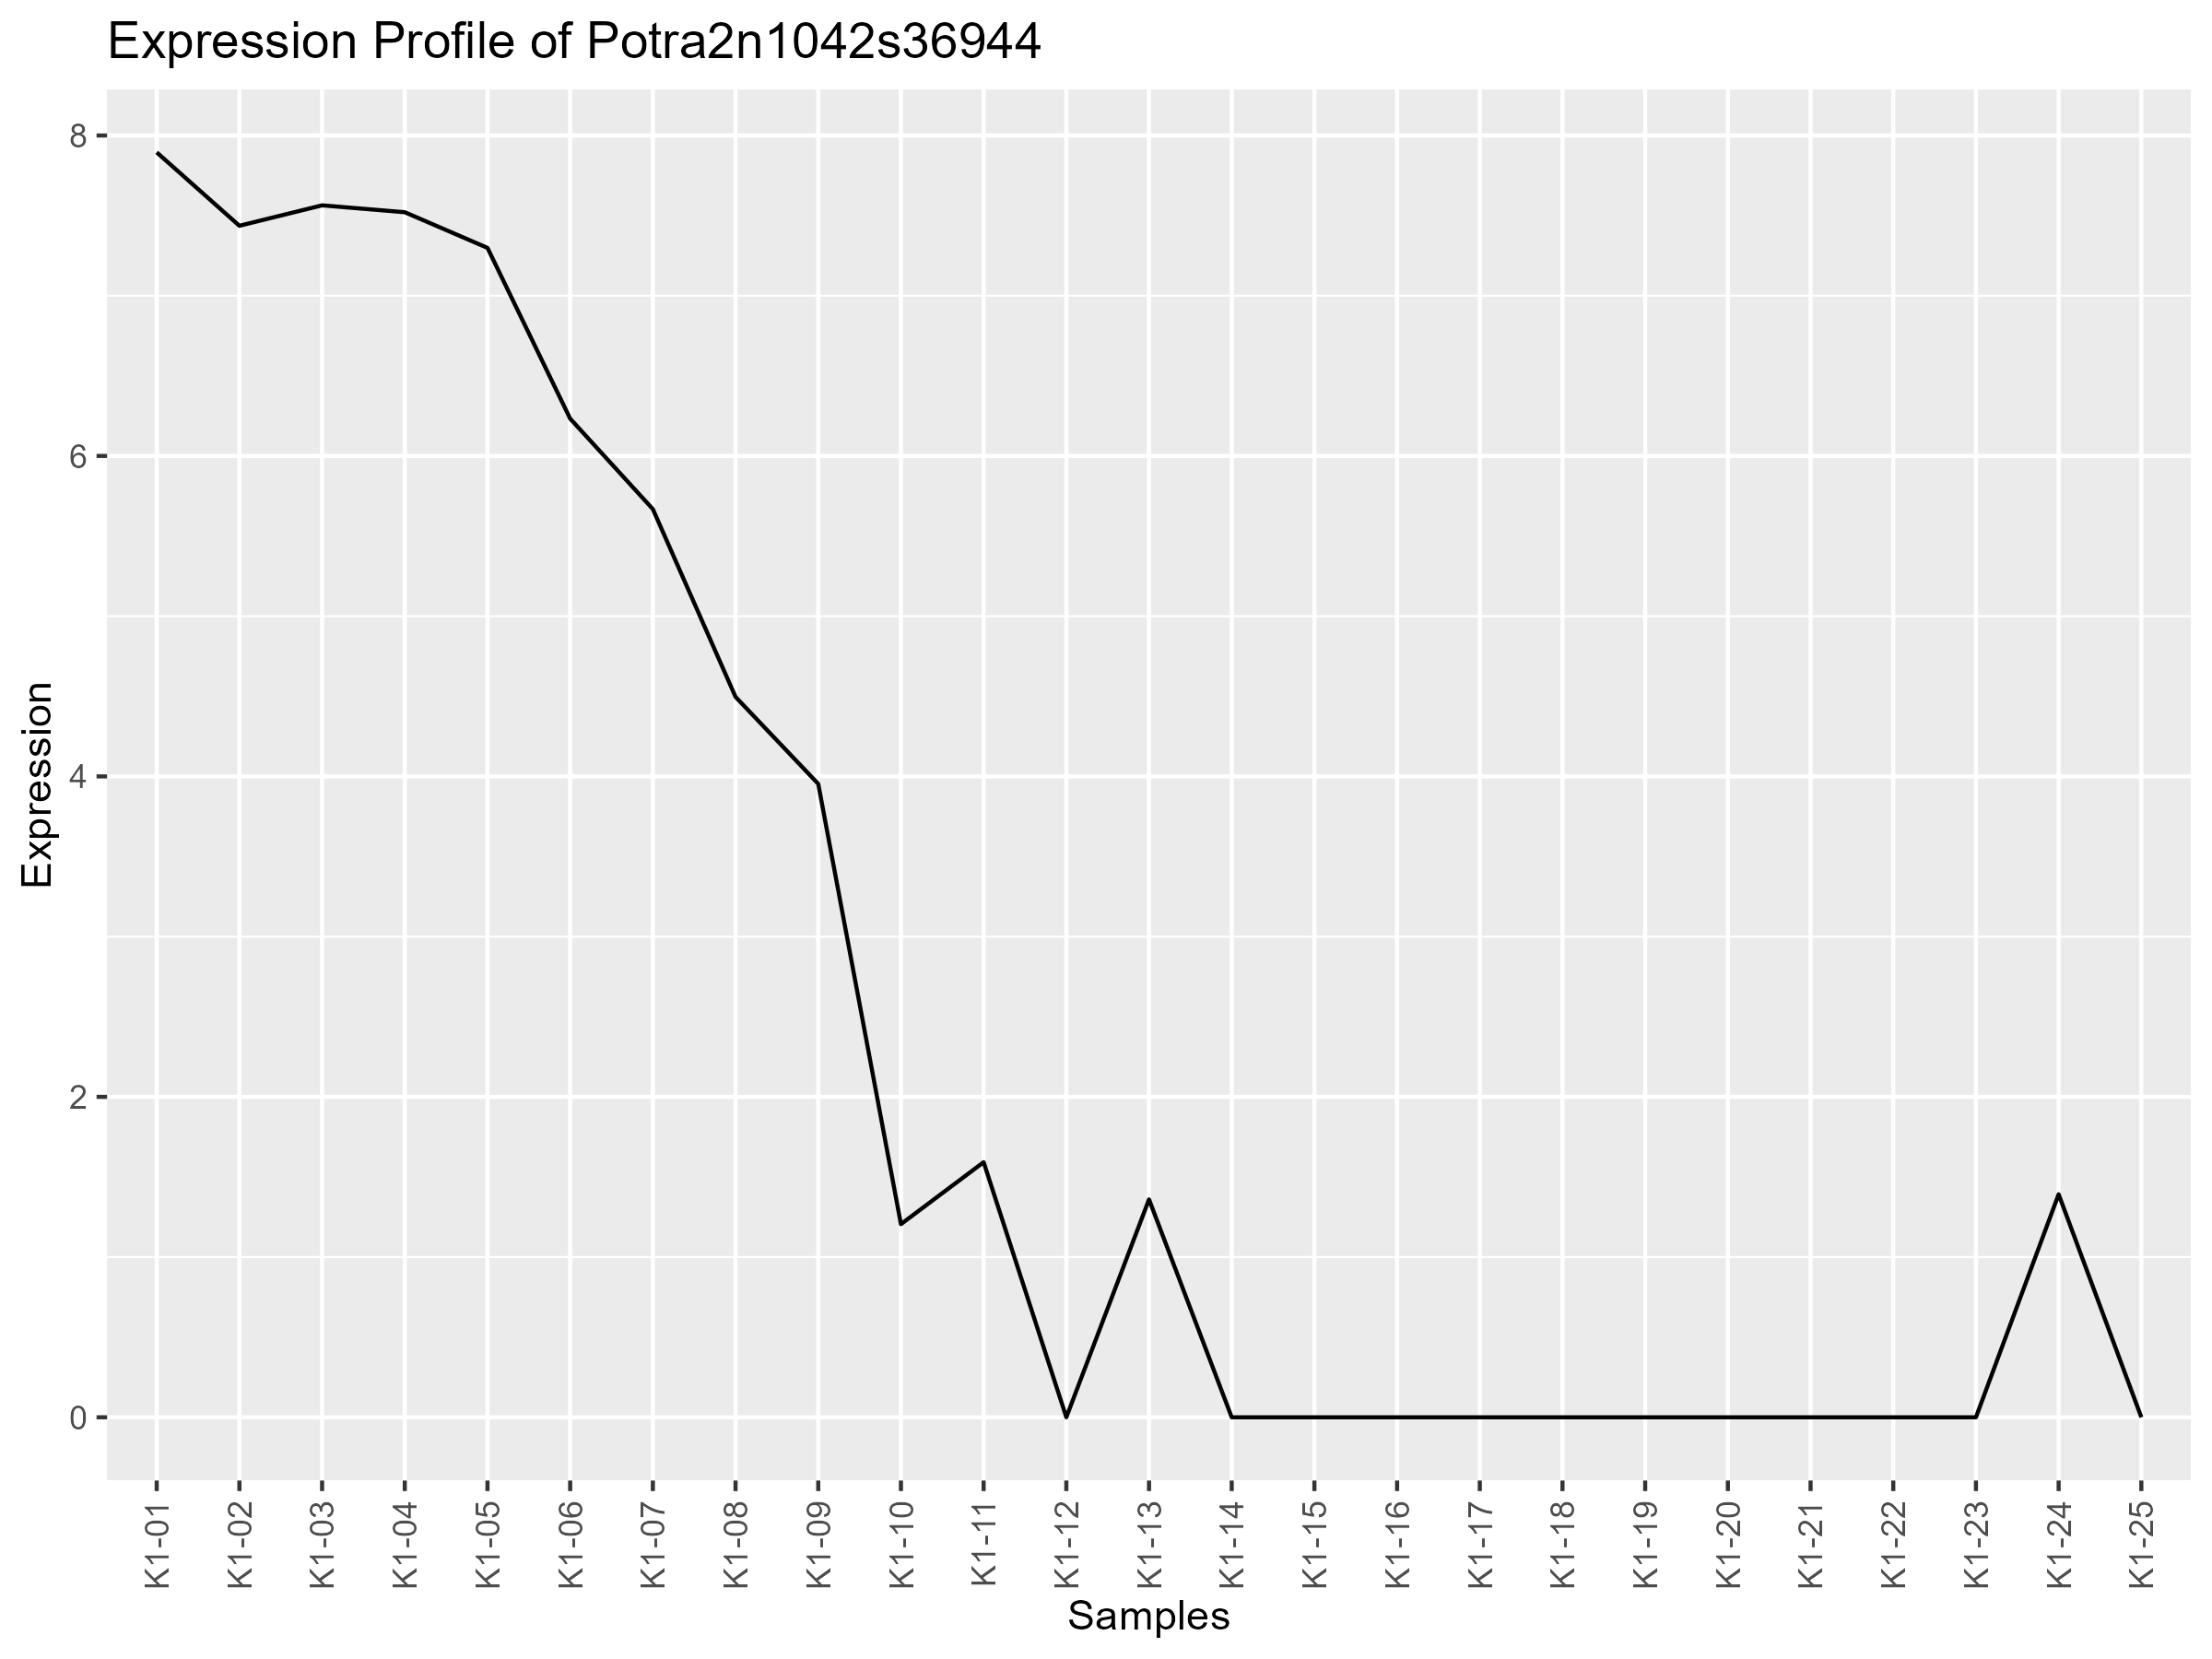 Expression Profile of Potra2n1042s36944
Expression
8
6
4
2
0
K1-01
K1-02
K1-03
K1-04
K1-05
K1-06
K1-07
K1-08
K1-09
K1-10
K1-11
K1-12
K1-13
K1-14
K1-15
K1-16
K1-17
K1-18
K1-19
K1-20
K1-21
K1-22
K1-23
K1-24
K1-25
Samples